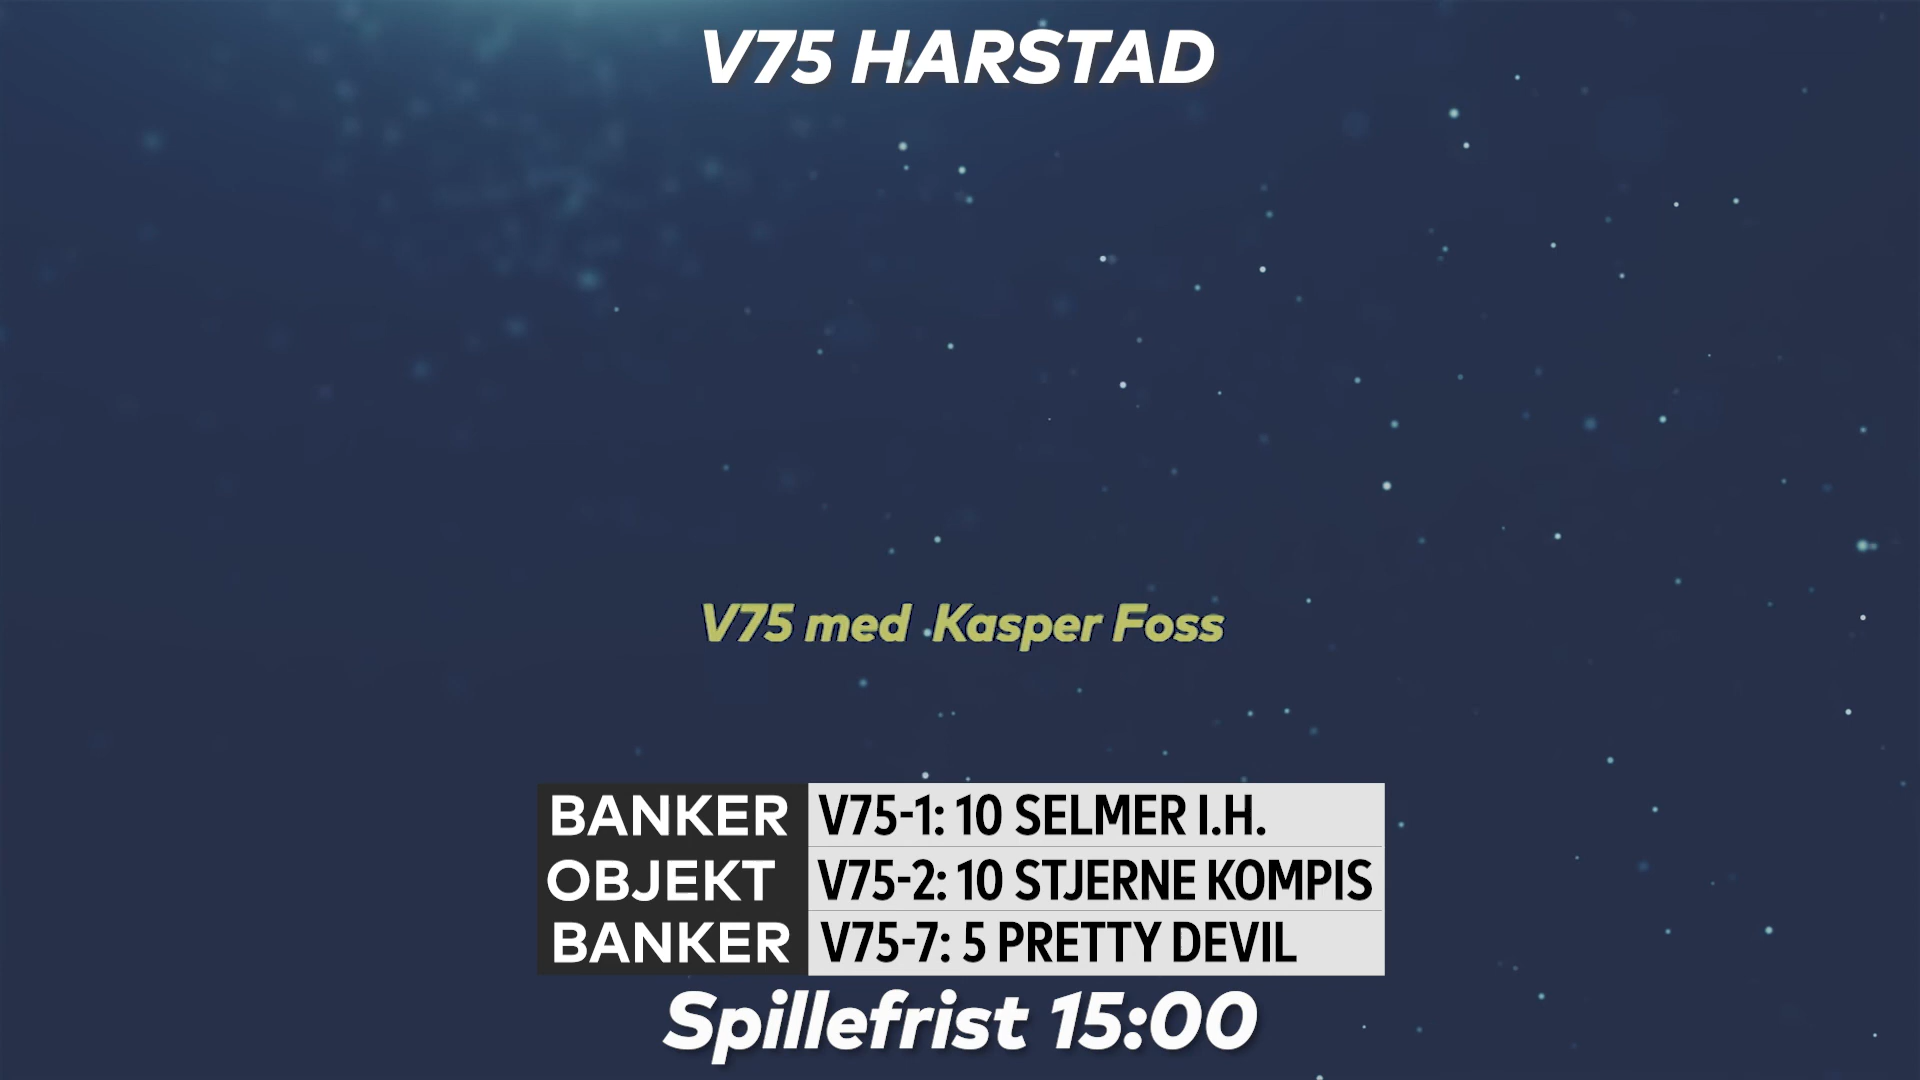 V75 HARSTAD
V75 med Kasper Foss
BANKER V75-1: 10 SELMER I.H.
OBJEKT V75-2: 10 STJERNE KOMPIS
BANKER V75-7: 5 PRETTY DEVIL
Spillefrist 15:00